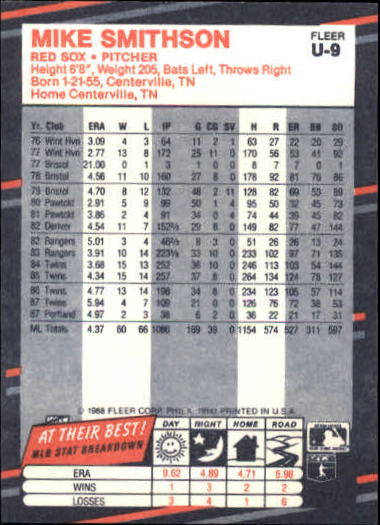 MIKE SMITHSON
FLEER
U-9
RED SOX • PITCHER
Height 6'8", Weight 205, Bats Left, Throws Right
Born 1-21-55, Centerville, TN
Home Centerville, TN
Yr. Club ERA W L IP G CG SV H R ER BB SO
76 Wint Hvn 3.09 4 3 64 11 2 1 63 27 22 20 29
77 Wint Hvn 2.77 13 8 172 25 11 0 170 56 53 41 92
77 Bristol 21.00 0 1 3 1 0 0 8 7 7 1
78 Bristol 4.56 11 10 160 27 8 0 178 92 81 79 86
79 Bristol 4.70 8 12 132 48 2 11 128 82 69 53 89
80 Pawtckt 2.91 5 9 99 50 1 4 83 44 32 45 71
81 Pawtckt 3.86 2 4 91 34 0 4 74 44 39 45 82
82 Denver 4.54 11 7 152⅔ 29 6 0 149 82 77 47 144
82 Rangers 5.01 3 4 46⅔ 8 3 0 51 26 26 13 24
83 Rangers 3.91 10 14 223⅓ 33 10 0 233 102 97 71 135
84 Twins 3.68 15 13 252 36 10 0 246 113 103 54 144
85 Twins 4.34 15 14 257 37 8 0 264 134 124 78 127
86 Twins 4.77 13 14 198 34 8 0 234 123 105 57 114
87 Twins 5.94 4 7 109 21 0 0 126 76 72 38 53
87 Portland 4.97 2 3 38 6 1 0 40 22 21 17
ML Totals 4.37 60 66 1086 169 39 0 1154 574 527 311 597
© 1988 FLEER CORP. PHILA. 19141 PRINTED IN U.S.A.
AT THEIR BEST!
MLB STAT BREAKDOWN
DAY NIGHT HOME ROAD
ERA 9.62 4.89 4.71 6.98
WINS 1 3 2 2
LOSSES 3 4 1 6